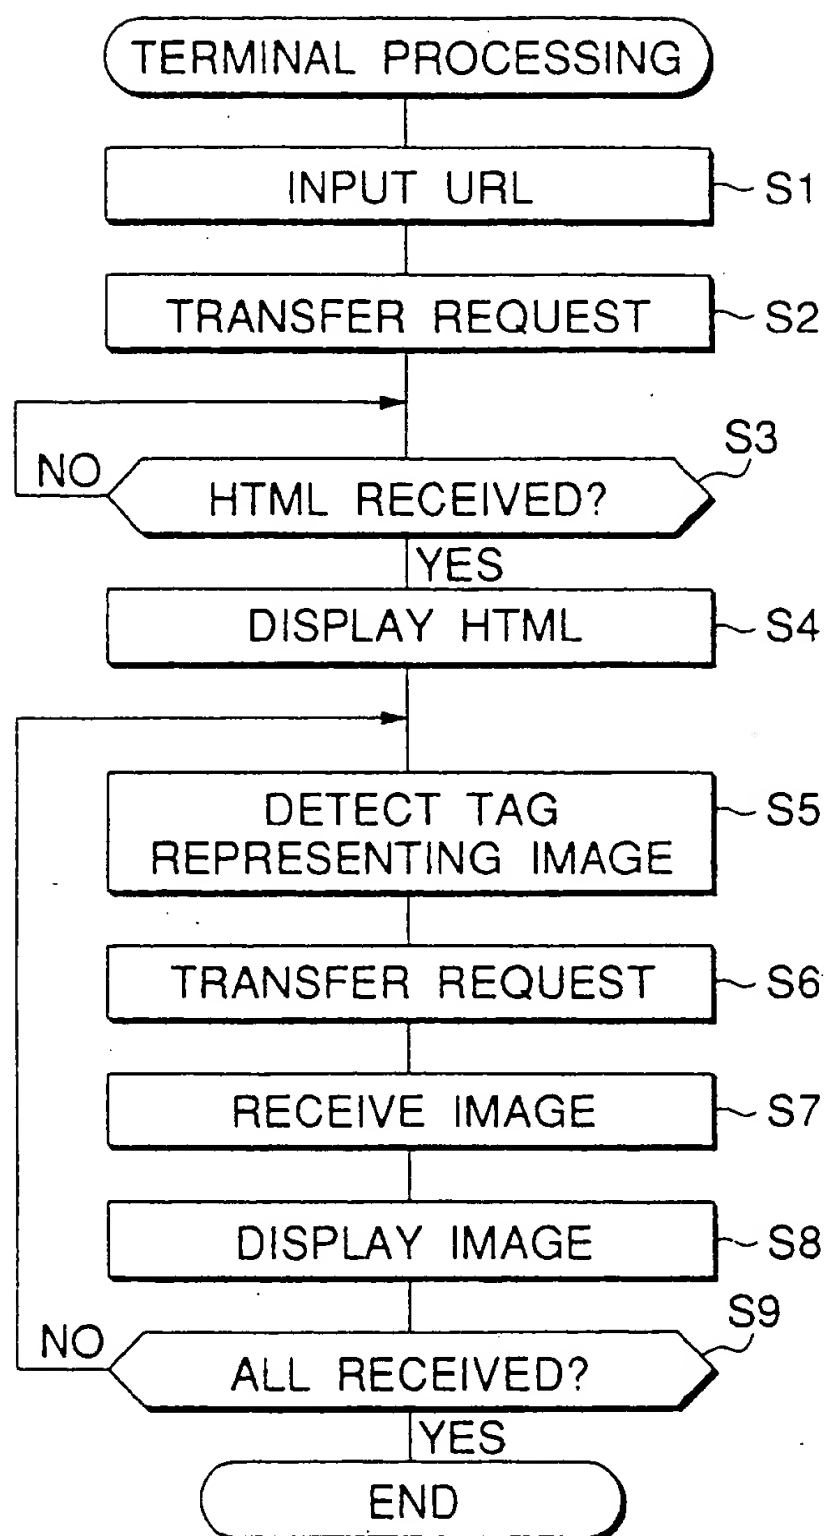 TERMINAL PROCESSING
INPUT URL
S1
TRANSFER REQUEST
S2
S3
NO
HTML RECEIVED?
YES
DISPLAY HTML
S4
DETECT TAG
REPRESENTING IMAGE
S5
TRANSFER REQUEST
S6
RECEIVE IMAGE
S7
DISPLAY IMAGE
S8
S9
NO
ALL RECEIVED?
YES
END